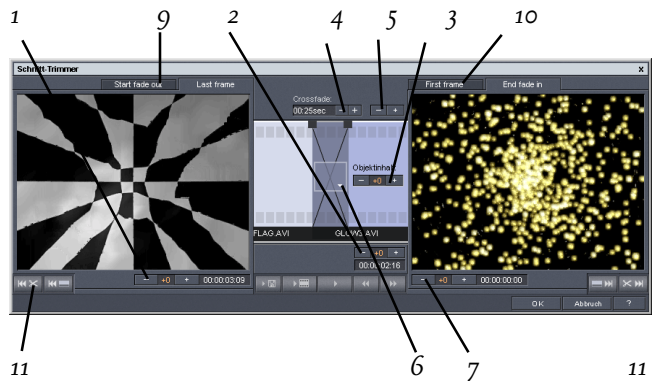 1 9 2 4 5 3 10
Schnitt-Trimmer x
Start fade out Last frame First frame End fade in
Crossfade:
00:25sec - + - +
Objektinhalt
- +0 +
FLAG.AVI GLOW3.AVI
- +0 +
00:00:02:16
- +0 + 00:00:03:09
- +0 + 00:00:00:00
OK Abbruch ?
11 6 7 11